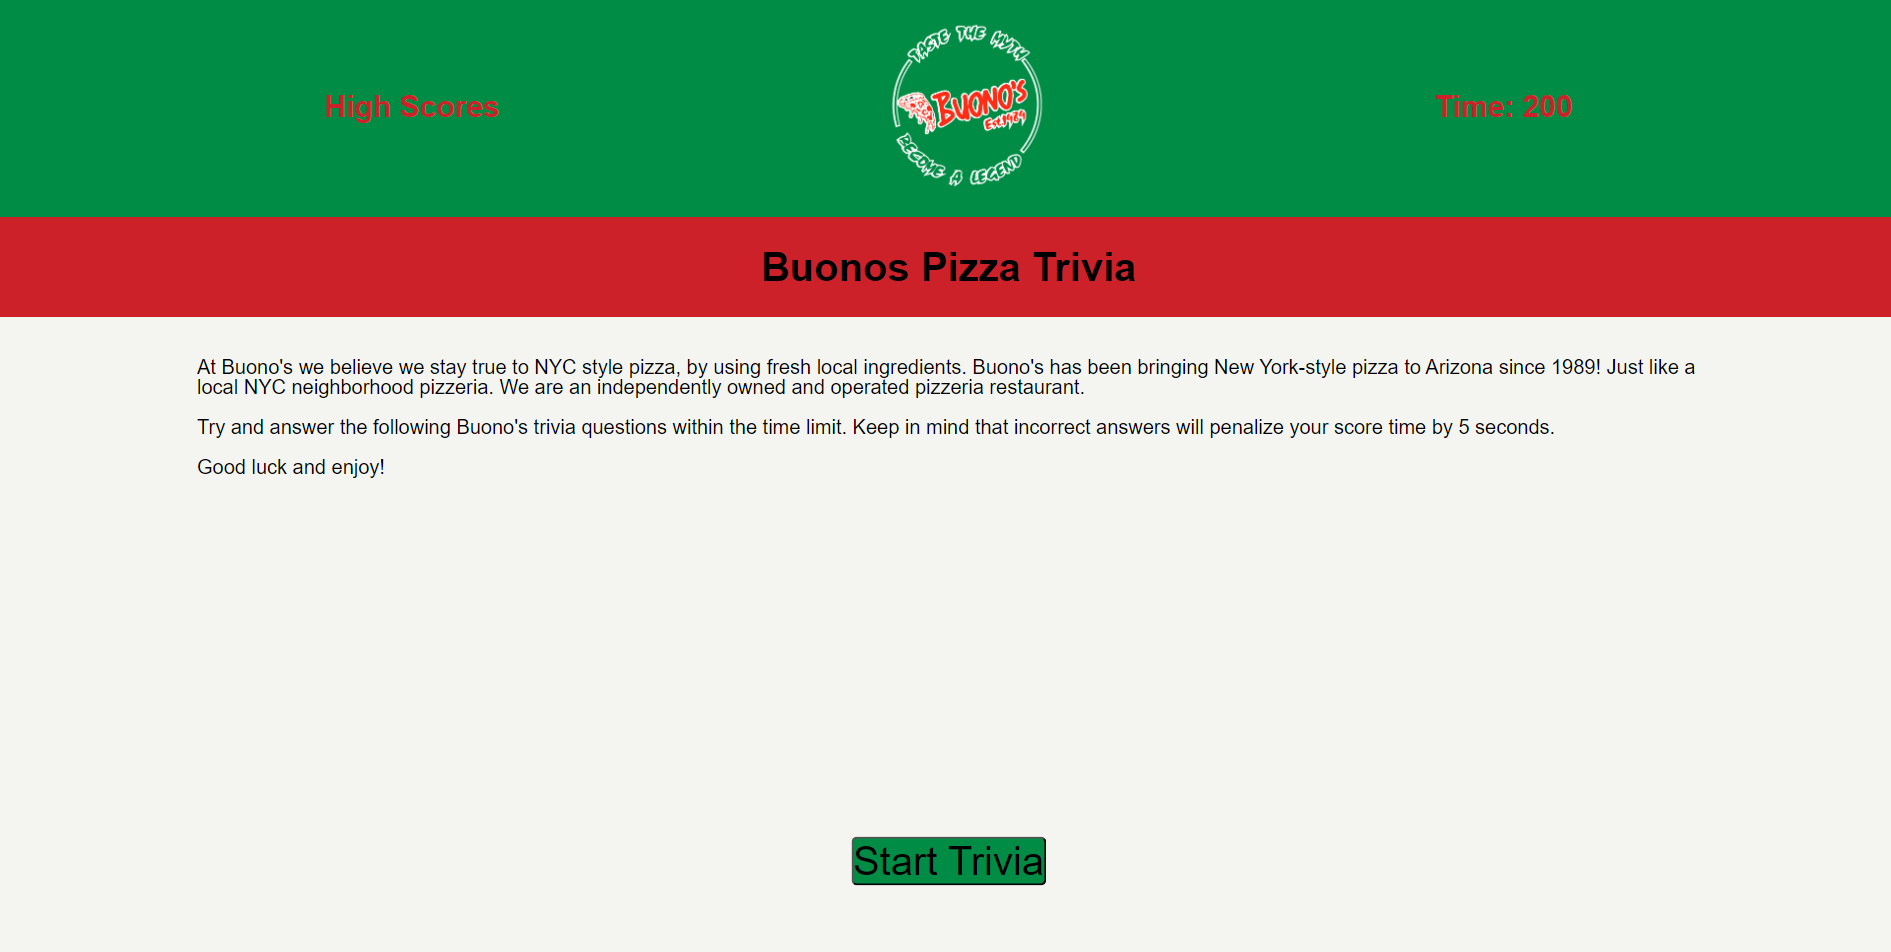 High Scores
TASTE THE MYTH
BUONO'S
Est.1989
BECOME A LEGEND
Time: 200
Buonos Pizza Trivia
At Buono's we believe we stay true to NYC style pizza, by using fresh local ingredients. Buono's has been bringing New York-style pizza to Arizona since 1989! Just like a
local NYC neighborhood pizzeria. We are an independently owned and operated pizzeria restaurant.
Try and answer the following Buono's trivia questions within the time limit. Keep in mind that incorrect answers will penalize your score time by 5 seconds.
Good luck and enjoy!
Start Trivia